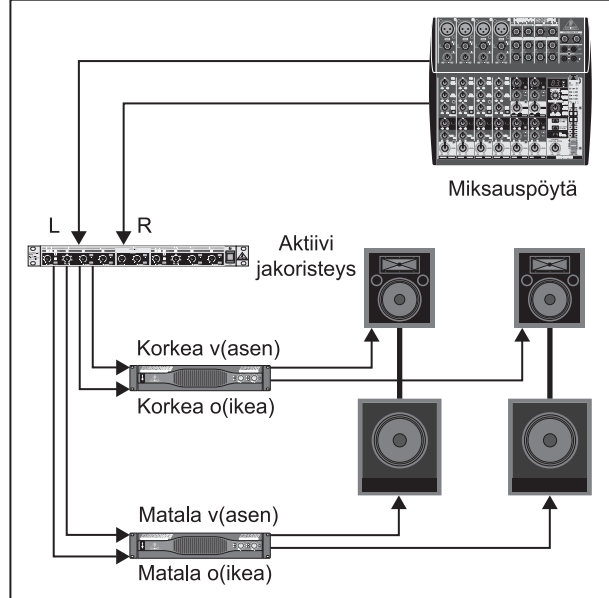 Miksauspöytä
L
R
Aktiivi
jakoristeys
Korkea v(asen)
Korkea o(ikea)
Matala v(asen)
Matala o(ikea)